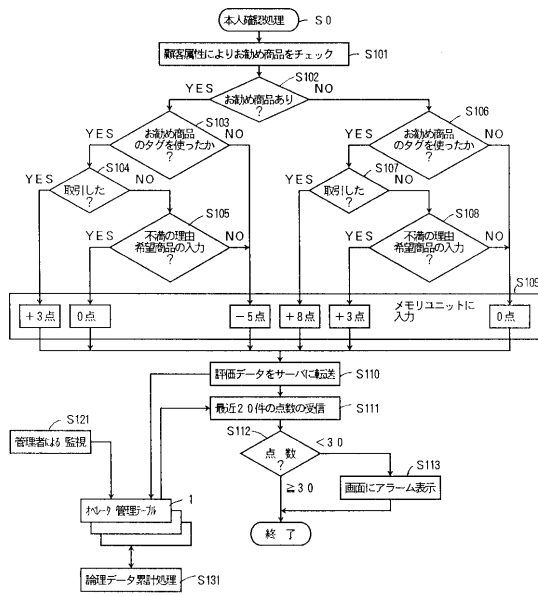 本人確認処理 S0
顧客属性によりお勧め商品をチェック S101
S102
YES お勧め商品あり NO
?
S103 S106
YES お勧め商品 NO YES お勧め商品 NO
のタグを使ったか のタグを使ったか
? ?
S104 S107
YES 取引した NO YES 取引した NO
? ?
S105 S108
YES 不満の理由 NO YES 不満の理由 NO
希望商品の入力 希望商品の入力
? ?
S109
+3点 0点 −5点 +8点 +3点 メモリユニットに 0点
入力
評価データをサーバに転送 S110
最近20件の点数の受信 S111
S121 S112 <30
管理者による監視 点数 S113
? 画面にアラーム表示
≧30
1
オペレータ管理テーブル
終了
論理データ累計処理 S131